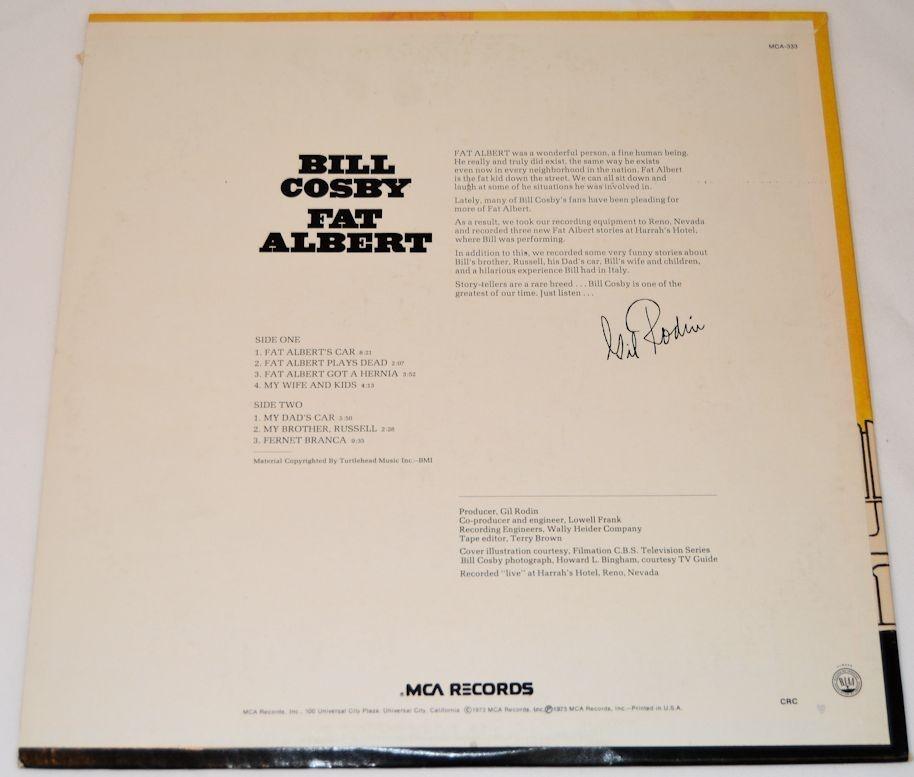 MCA-333
BILL
COSBY
FAT
ALBERT
FAT ALBERT was a wonderful person, a fine human being.
He really and truly did exist, the same way he exists
even now in every neighborhood in the nation. Fat Albert
is the fat kid down the street. We can all sit down and
laugh at some of he situations he was involved in.
Lately, many of Bill Cosby's fans have been pleading for
more of Fat Albert.
As a result, we took our recording equipment to Reno, Nevada
and recorded three new Fat Albert stories at Harrah's Hotel,
where Bill was performing.
In addition to this, we recorded some very funny stories about
Bill's brother, Russell, his Dad's car, Bill's wife and children,
and a hilarious experience Bill had in Italy.
Story-tellers are a rare breed . . . Bill Cosby is one of the
greatest of our time. Just listen . . .
Gil Rodin
SIDE ONE
1. FAT ALBERT'S CAR 8:21
2. FAT ALBERT PLAYS DEAD 2:07
3. FAT ALBERT GOT A HERNIA 3:52
4. MY WIFE AND KIDS 4:13
SIDE TWO
1. MY DAD'S CAR 3:50
2. MY BROTHER, RUSSELL 2:28
3. FERNET BRANCA 9:33
Material Copyrighted By Turtlehead Music Inc.-BMI
Producer, Gil Rodin
Co-producer and engineer, Lowell Frank
Recording Engineers, Wally Heider Company
Tape editor, Terry Brown
Cover illustration courtesy, Filmation C.B.S. Television Series
Bill Cosby photograph, Howard L. Bingham, courtesy TV Guide
Recorded "live" at Harrah's Hotel, Reno, Nevada
MCA RECORDS
MCA Records, Inc., 100 Universal City Plaza, Universal City, California ©1973 MCA Records, Inc. ℗1973 MCA Records, Inc.-Printed in U.S.A.
CRC
RIAA